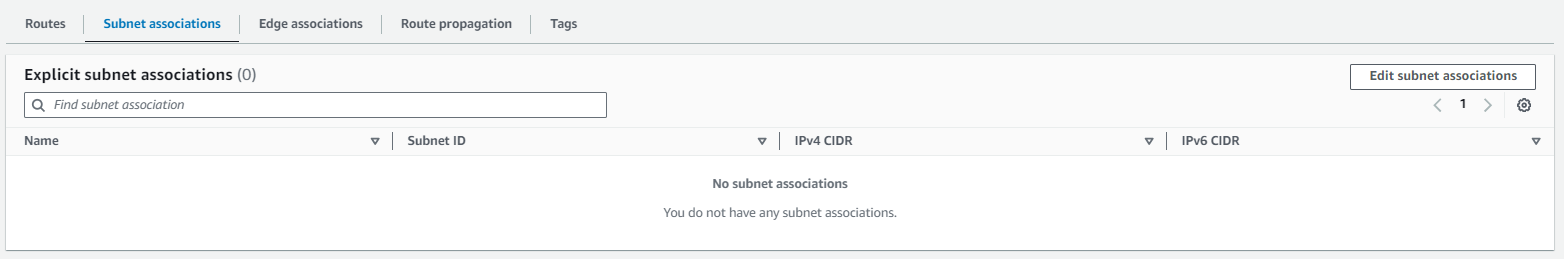 Routes Subnet associations Edge associations Route propagation Tags
Explicit subnet associations (0)
Edit subnet associations
Find subnet association
1
Name Subnet ID IPv4 CIDR IPv6 CIDR
No subnet associations
You do not have any subnet associations.